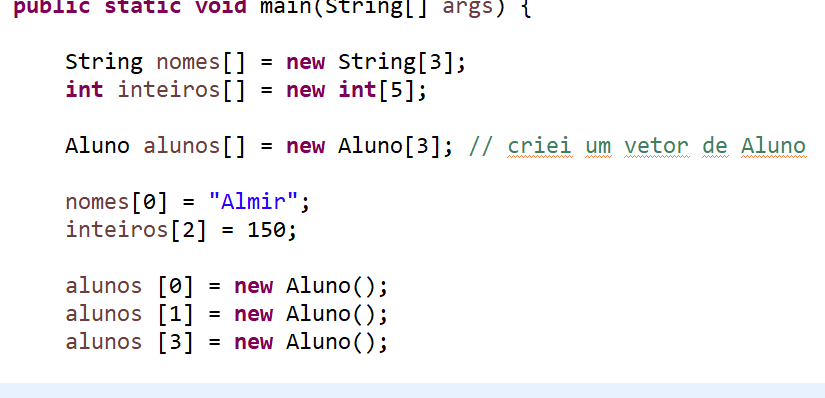 public static void main(String[] args) {
String nomes[] = new String[3];
int inteiros[] = new int[5];
Aluno alunos[] = new Aluno[3]; // criei um vetor de Aluno
nomes[0] = "Almir";
inteiros[2] = 150;
alunos [0] = new Aluno();
alunos [1] = new Aluno();
alunos [3] = new Aluno();